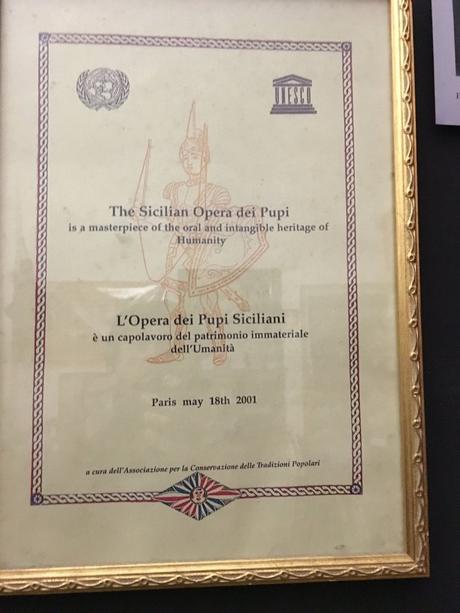 UNESCO
The Sicilian Opera dei Pupi
is a masterpiece of the oral and intangible heritage of
Humanity
L'Opera dei Pupi Siciliani
è un capolavoro del patrimonio immateriale
dell'Umanità
Paris may 18th 2001
a cura dell'Associazione per la Conservazione delle Tradizioni Popolari